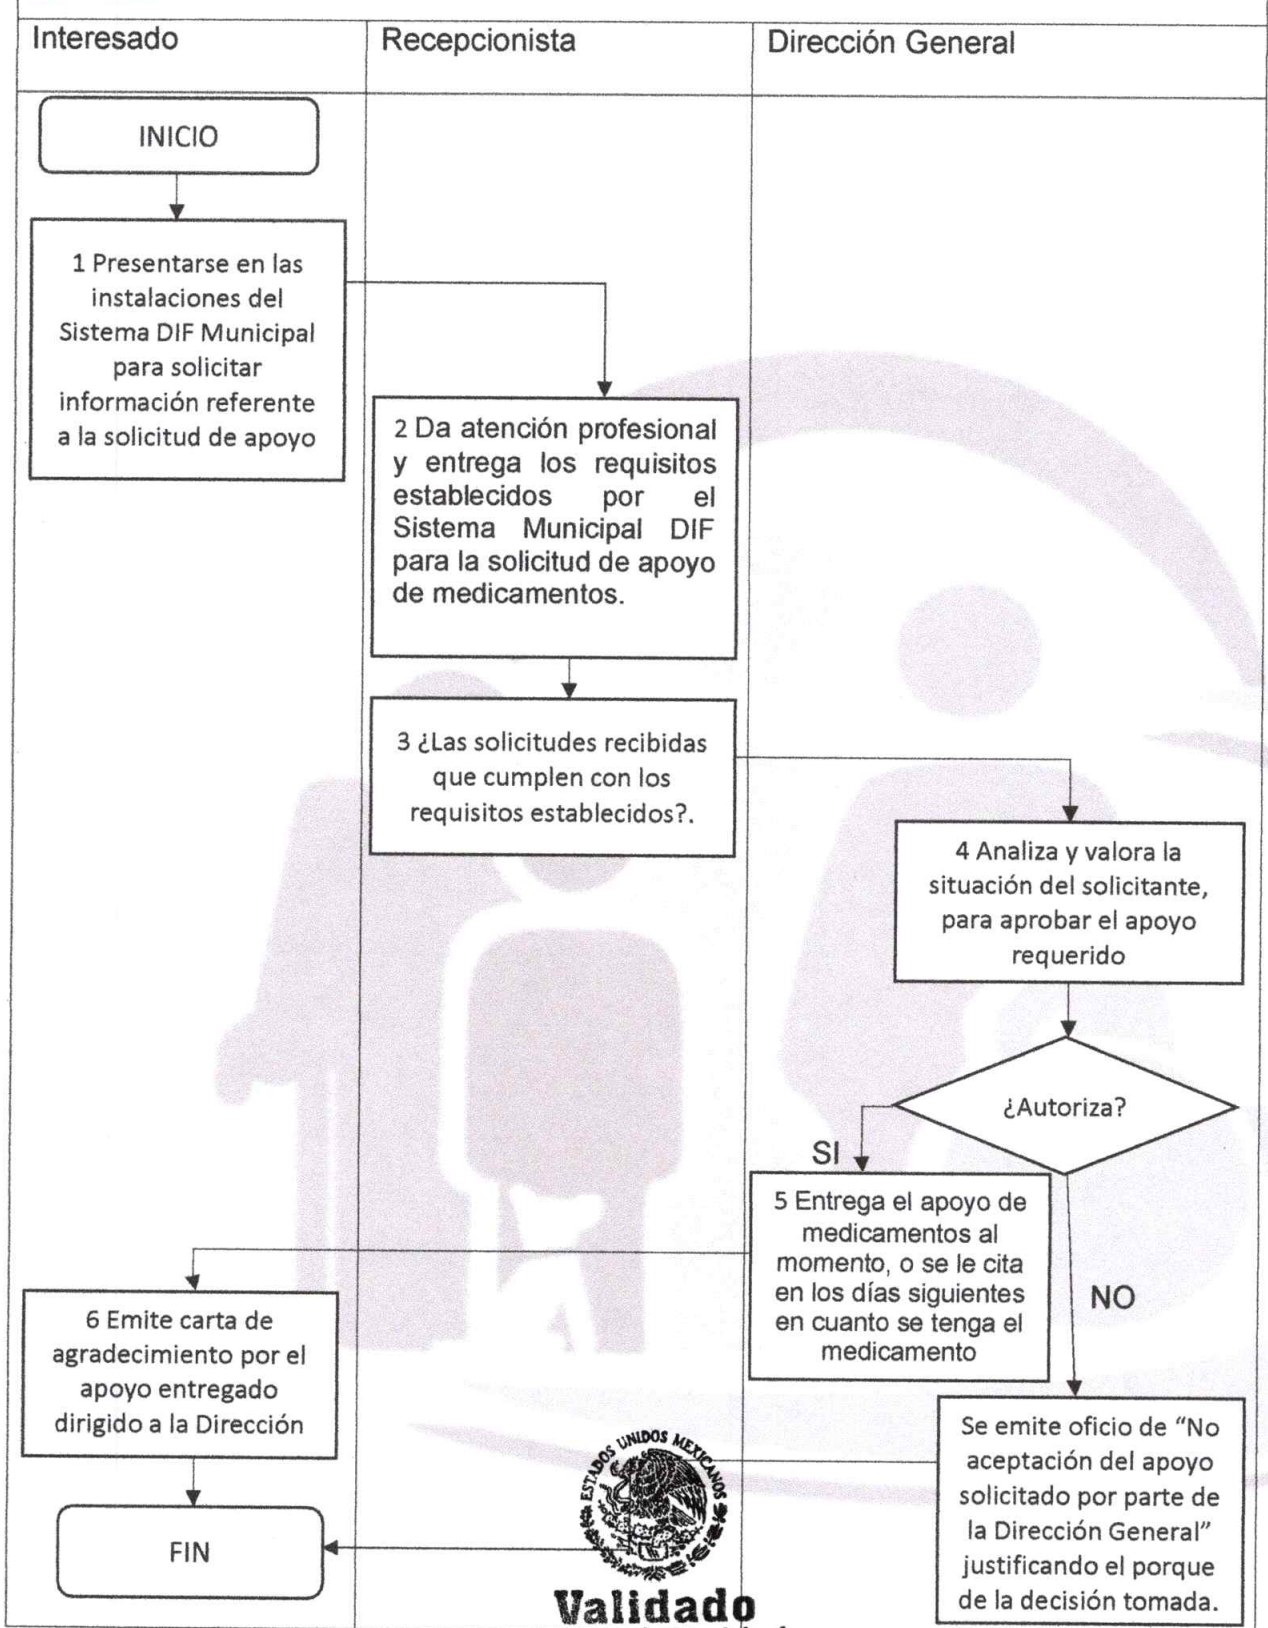 Interesado
Recepcionista
Dirección General
INICIO
1 Presentarse en las
instalaciones del
Sistema DIF Municipal
para solicitar
información referente
a la solicitud de apoyo
2 Da atención profesional
y entrega los requisitos
establecidos por el
Sistema Municipal DIF
para la solicitud de apoyo
de medicamentos.
3 ¿Las solicitudes recibidas
que cumplen con los
requisitos establecidos?.
4 Analiza y valora la
situación del solicitante,
para aprobar el apoyo
requerido
¿Autoriza?
SI
5 Entrega el apoyo de
medicamentos al
momento, o se le cita
en los días siguientes
en cuanto se tenga el
medicamento
NO
6 Emite carta de
agradecimiento por el
apoyo entregado
dirigido a la Dirección
Se emite oficio de “No
aceptación del apoyo
solicitado por parte de
la Dirección General”
justificando el porque
de la decisión tomada.
FIN
ESTADOS UNIDOS MEXICANOS
Validado